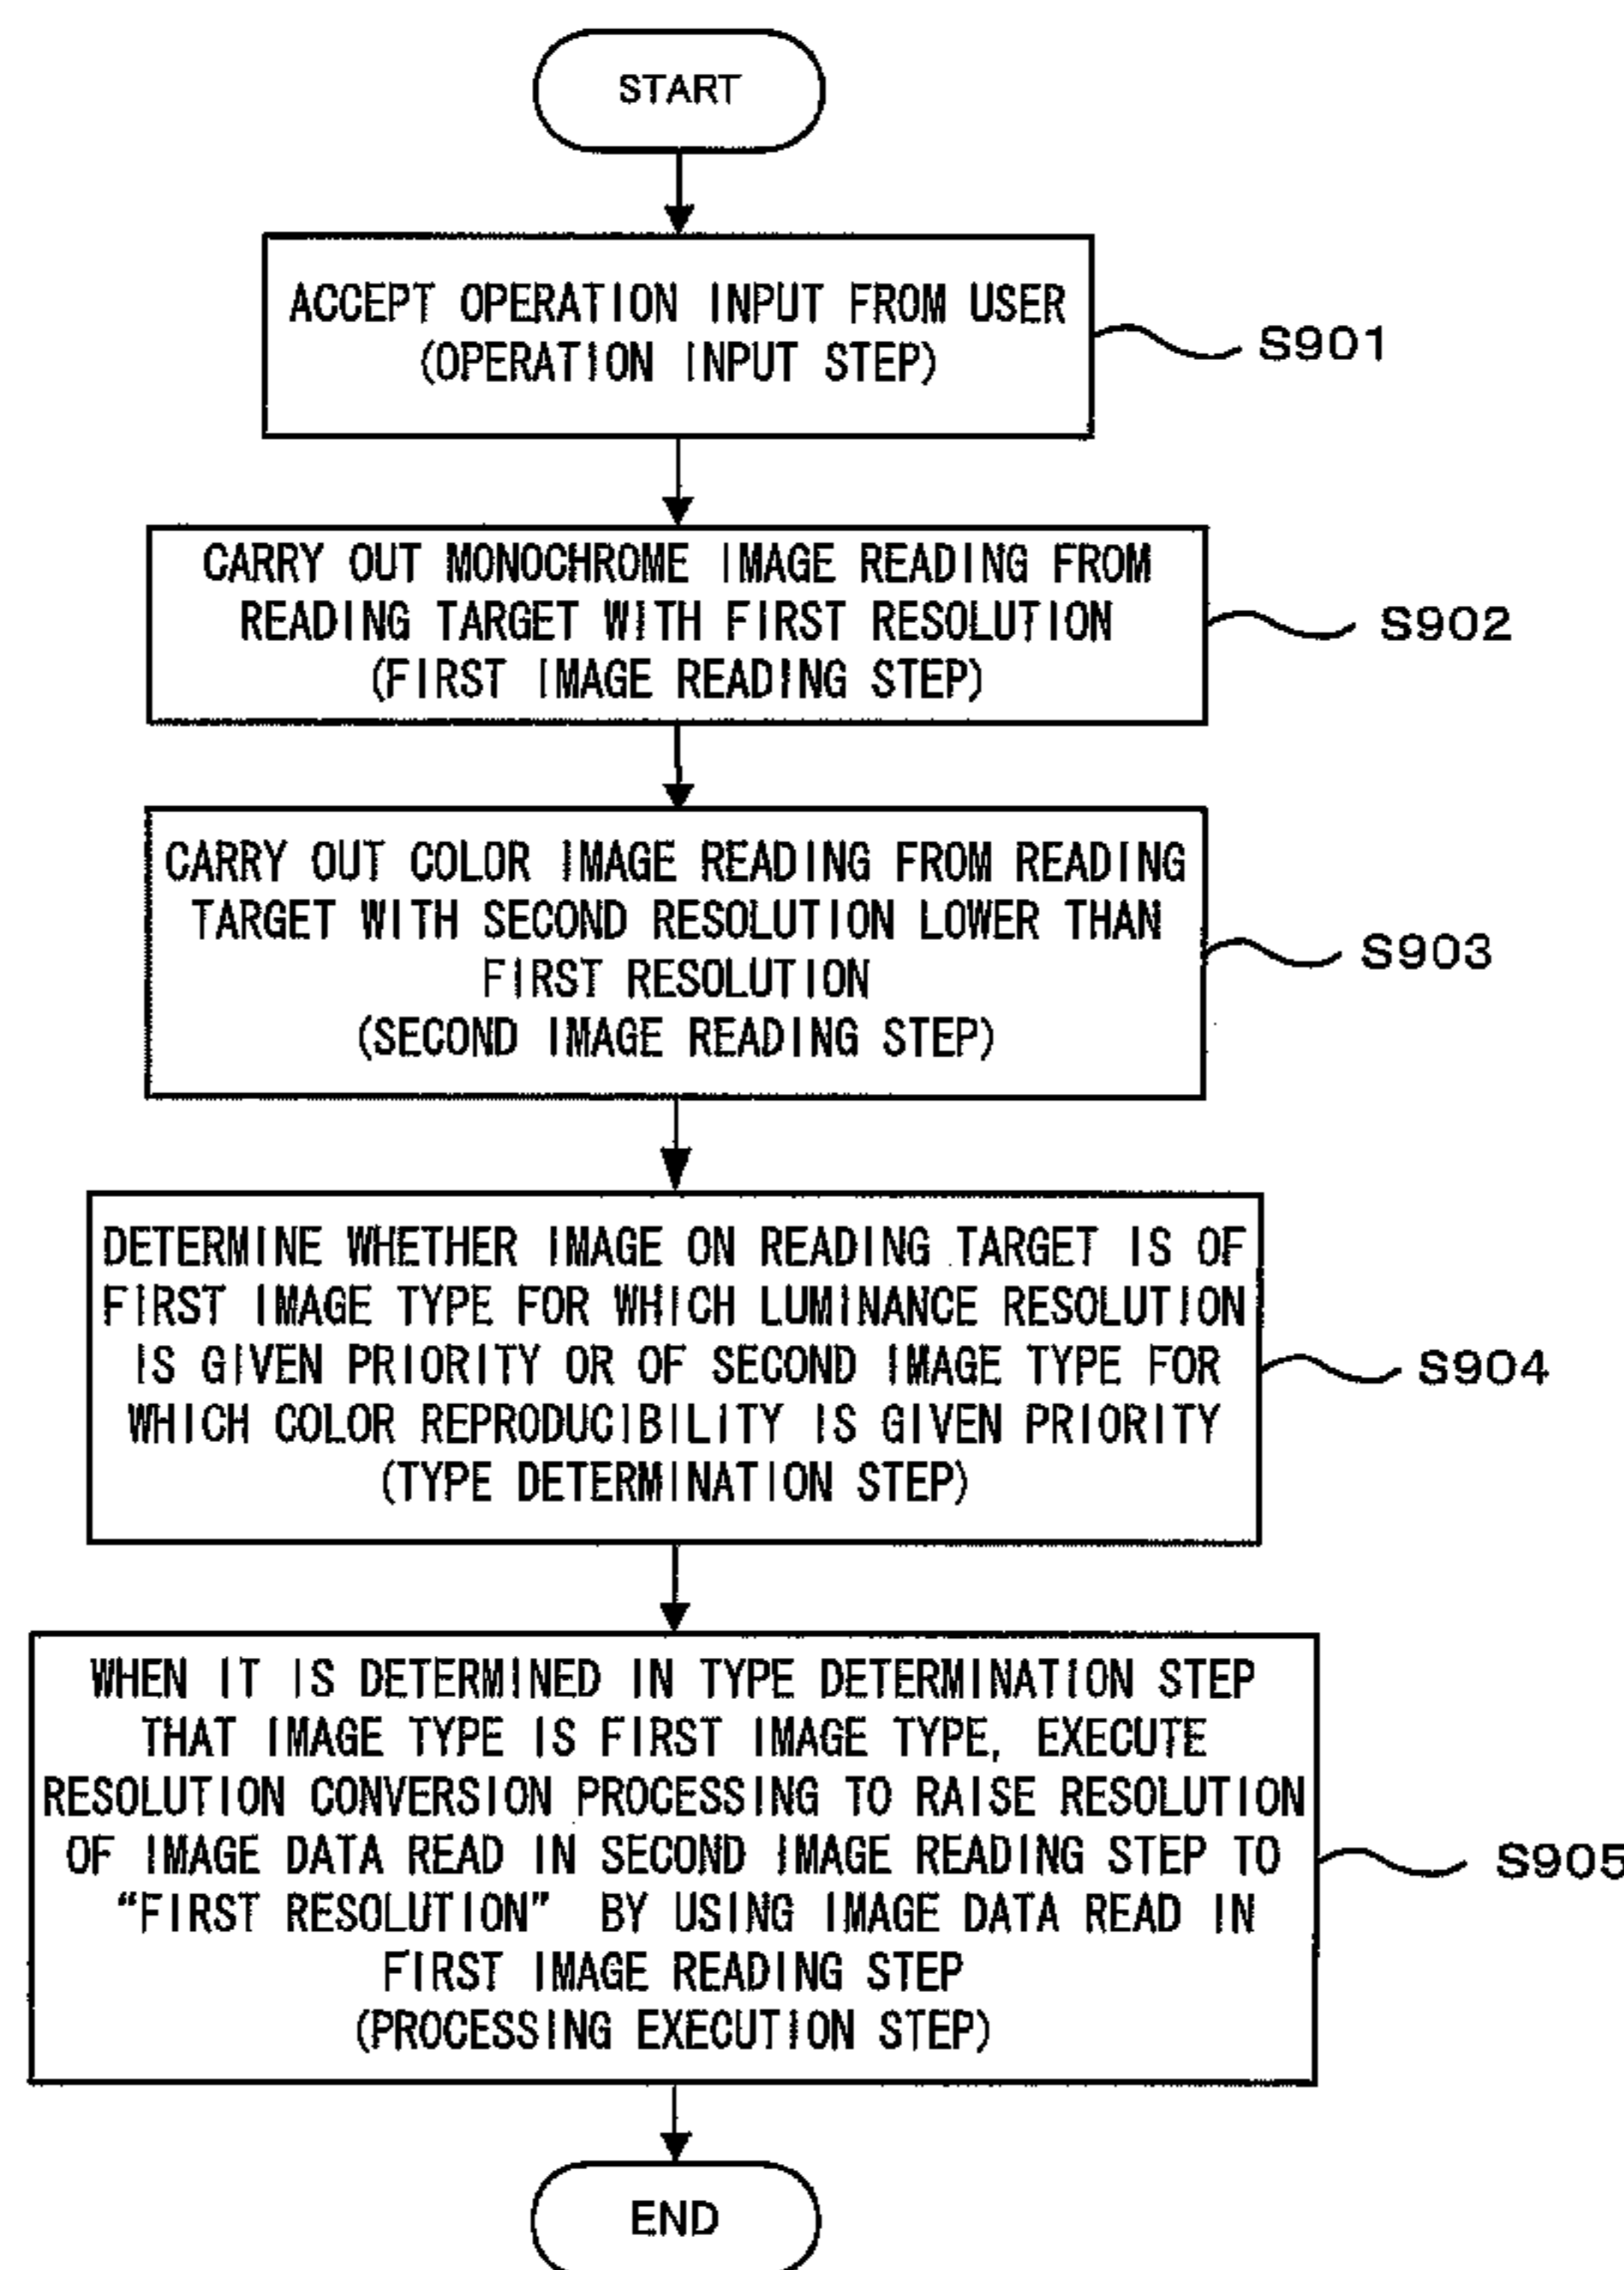 START
ACCEPT OPERATION INPUT FROM USER
(OPERATION INPUT STEP)
S901
CARRY OUT MONOCHROME IMAGE READING FROM
READING TARGET WITH FIRST RESOLUTION
(FIRST IMAGE READING STEP)
S902
CARRY OUT COLOR IMAGE READING FROM READING
TARGET WITH SECOND RESOLUTION LOWER THAN
FIRST RESOLUTION
(SECOND IMAGE READING STEP)
S903
DETERMINE WHETHER IMAGE ON READING TARGET IS OF
FIRST IMAGE TYPE FOR WHICH LUMINANCE RESOLUTION
IS GIVEN PRIORITY OR OF SECOND IMAGE TYPE FOR
WHICH COLOR REPRODUCIBILITY IS GIVEN PRIORITY
(TYPE DETERMINATION STEP)
S904
WHEN IT IS DETERMINED IN TYPE DETERMINATION STEP
THAT IMAGE TYPE IS FIRST IMAGE TYPE, EXECUTE
RESOLUTION CONVERSION PROCESSING TO RAISE RESOLUTION
OF IMAGE DATA READ IN SECOND IMAGE READING STEP TO
“FIRST RESOLUTION” BY USING IMAGE DATA READ IN
FIRST IMAGE READING STEP
(PROCESSING EXECUTION STEP)
S905
END